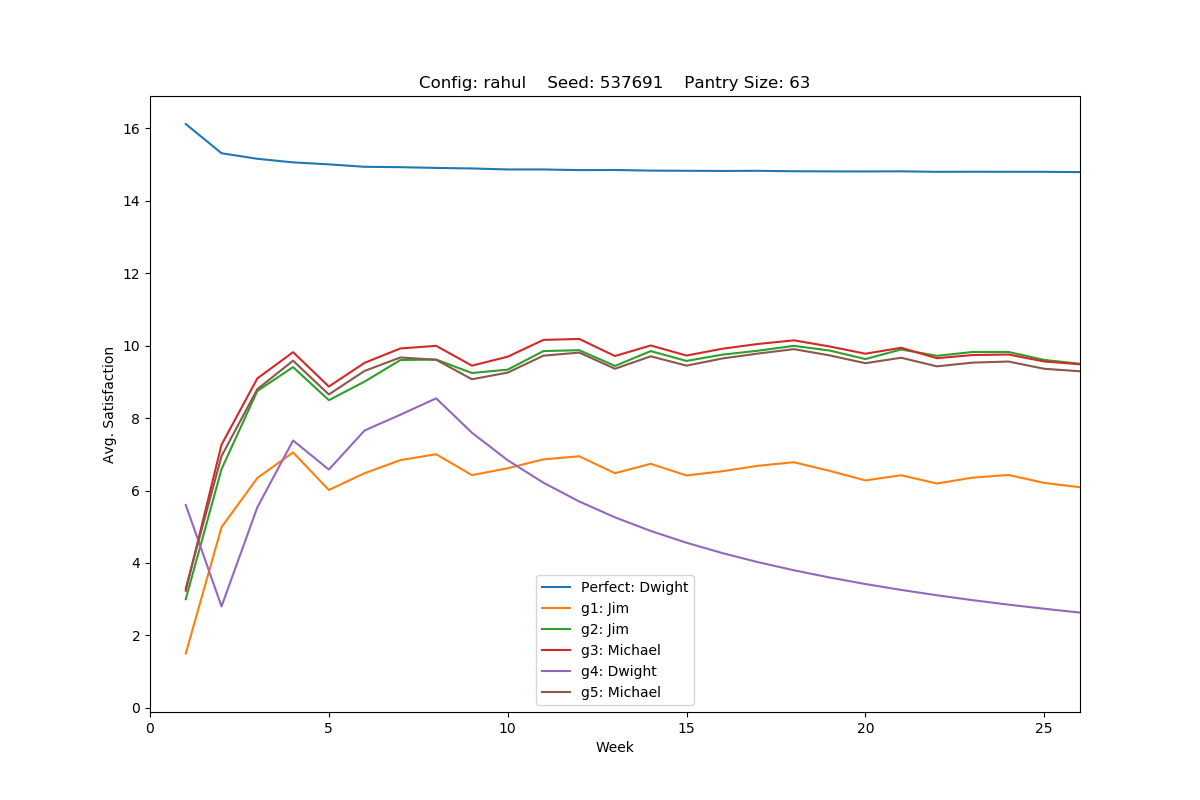 Config: rahul    Seed: 537691    Pantry Size: 63
Avg. Satisfaction
16
14
12
10
8
6
4
2
0
Perfect: Dwight
g1: Jim
g2: Jim
g3: Michael
g4: Dwight
g5: Michael
0 5 10 15 20 25
Week